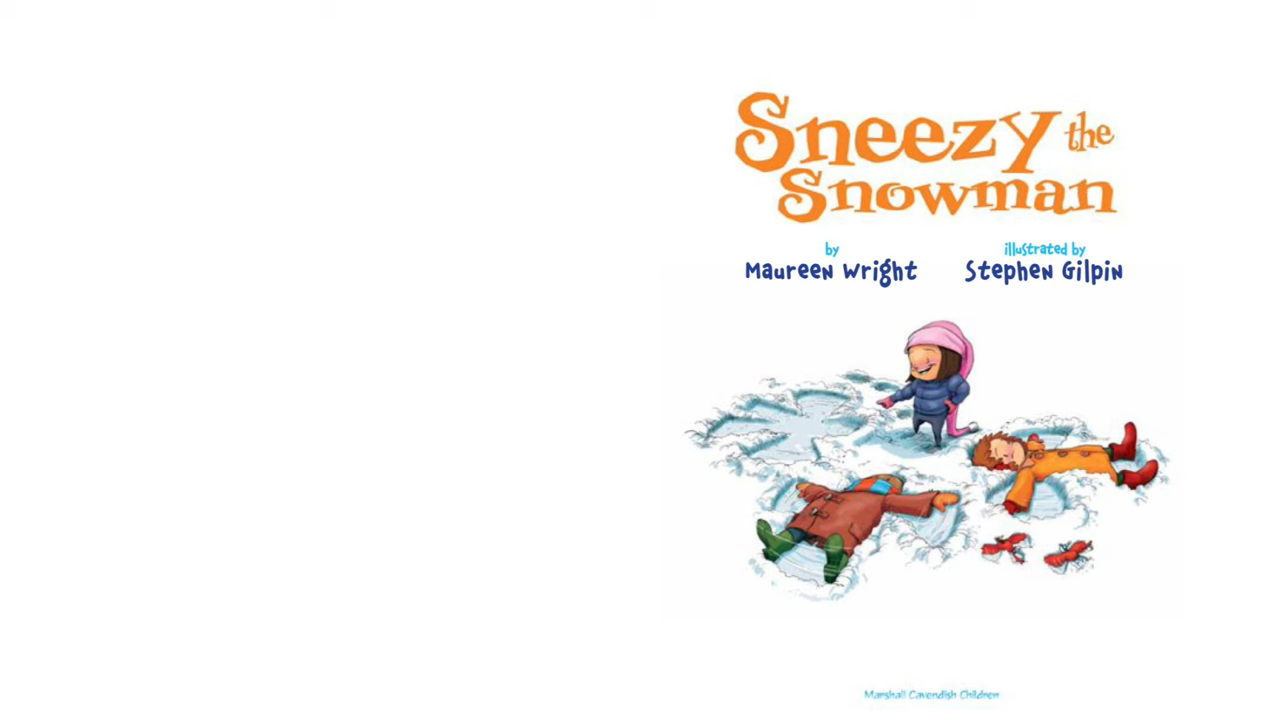 Sneezy the
Snowman
by
Maureen Wright
illustrated by
Stephen Gilpin
Marshall Cavendish Children